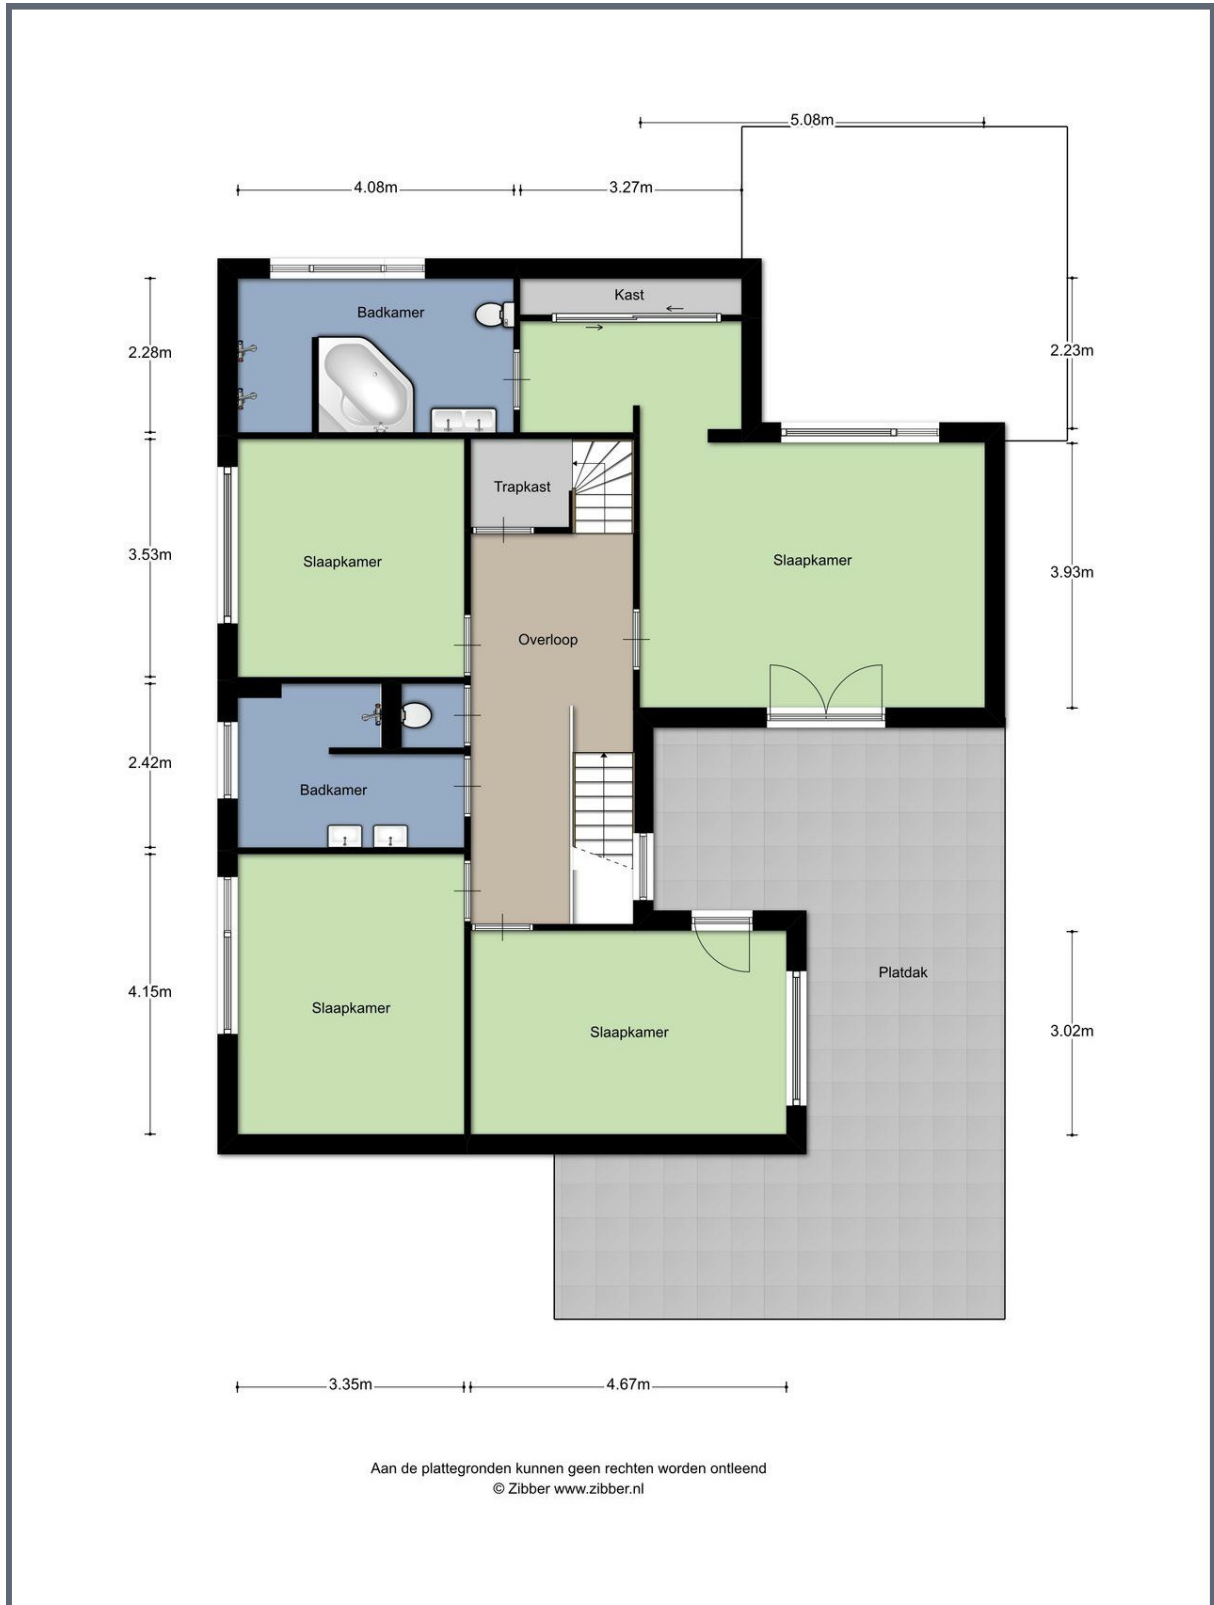 5.08m
4.08m
3.27m
Kast
Badkamer
2.28m
2.23m
Trapkast
3.53m
Slaapkamer
Slaapkamer
3.93m
Overloop
2.42m
Badkamer
Platdak
4.15m
Slaapkamer
Slaapkamer
3.02m
3.35m
4.67m
Aan de plattegronden kunnen geen rechten worden ontleend
© Zibber www.zibber.nl